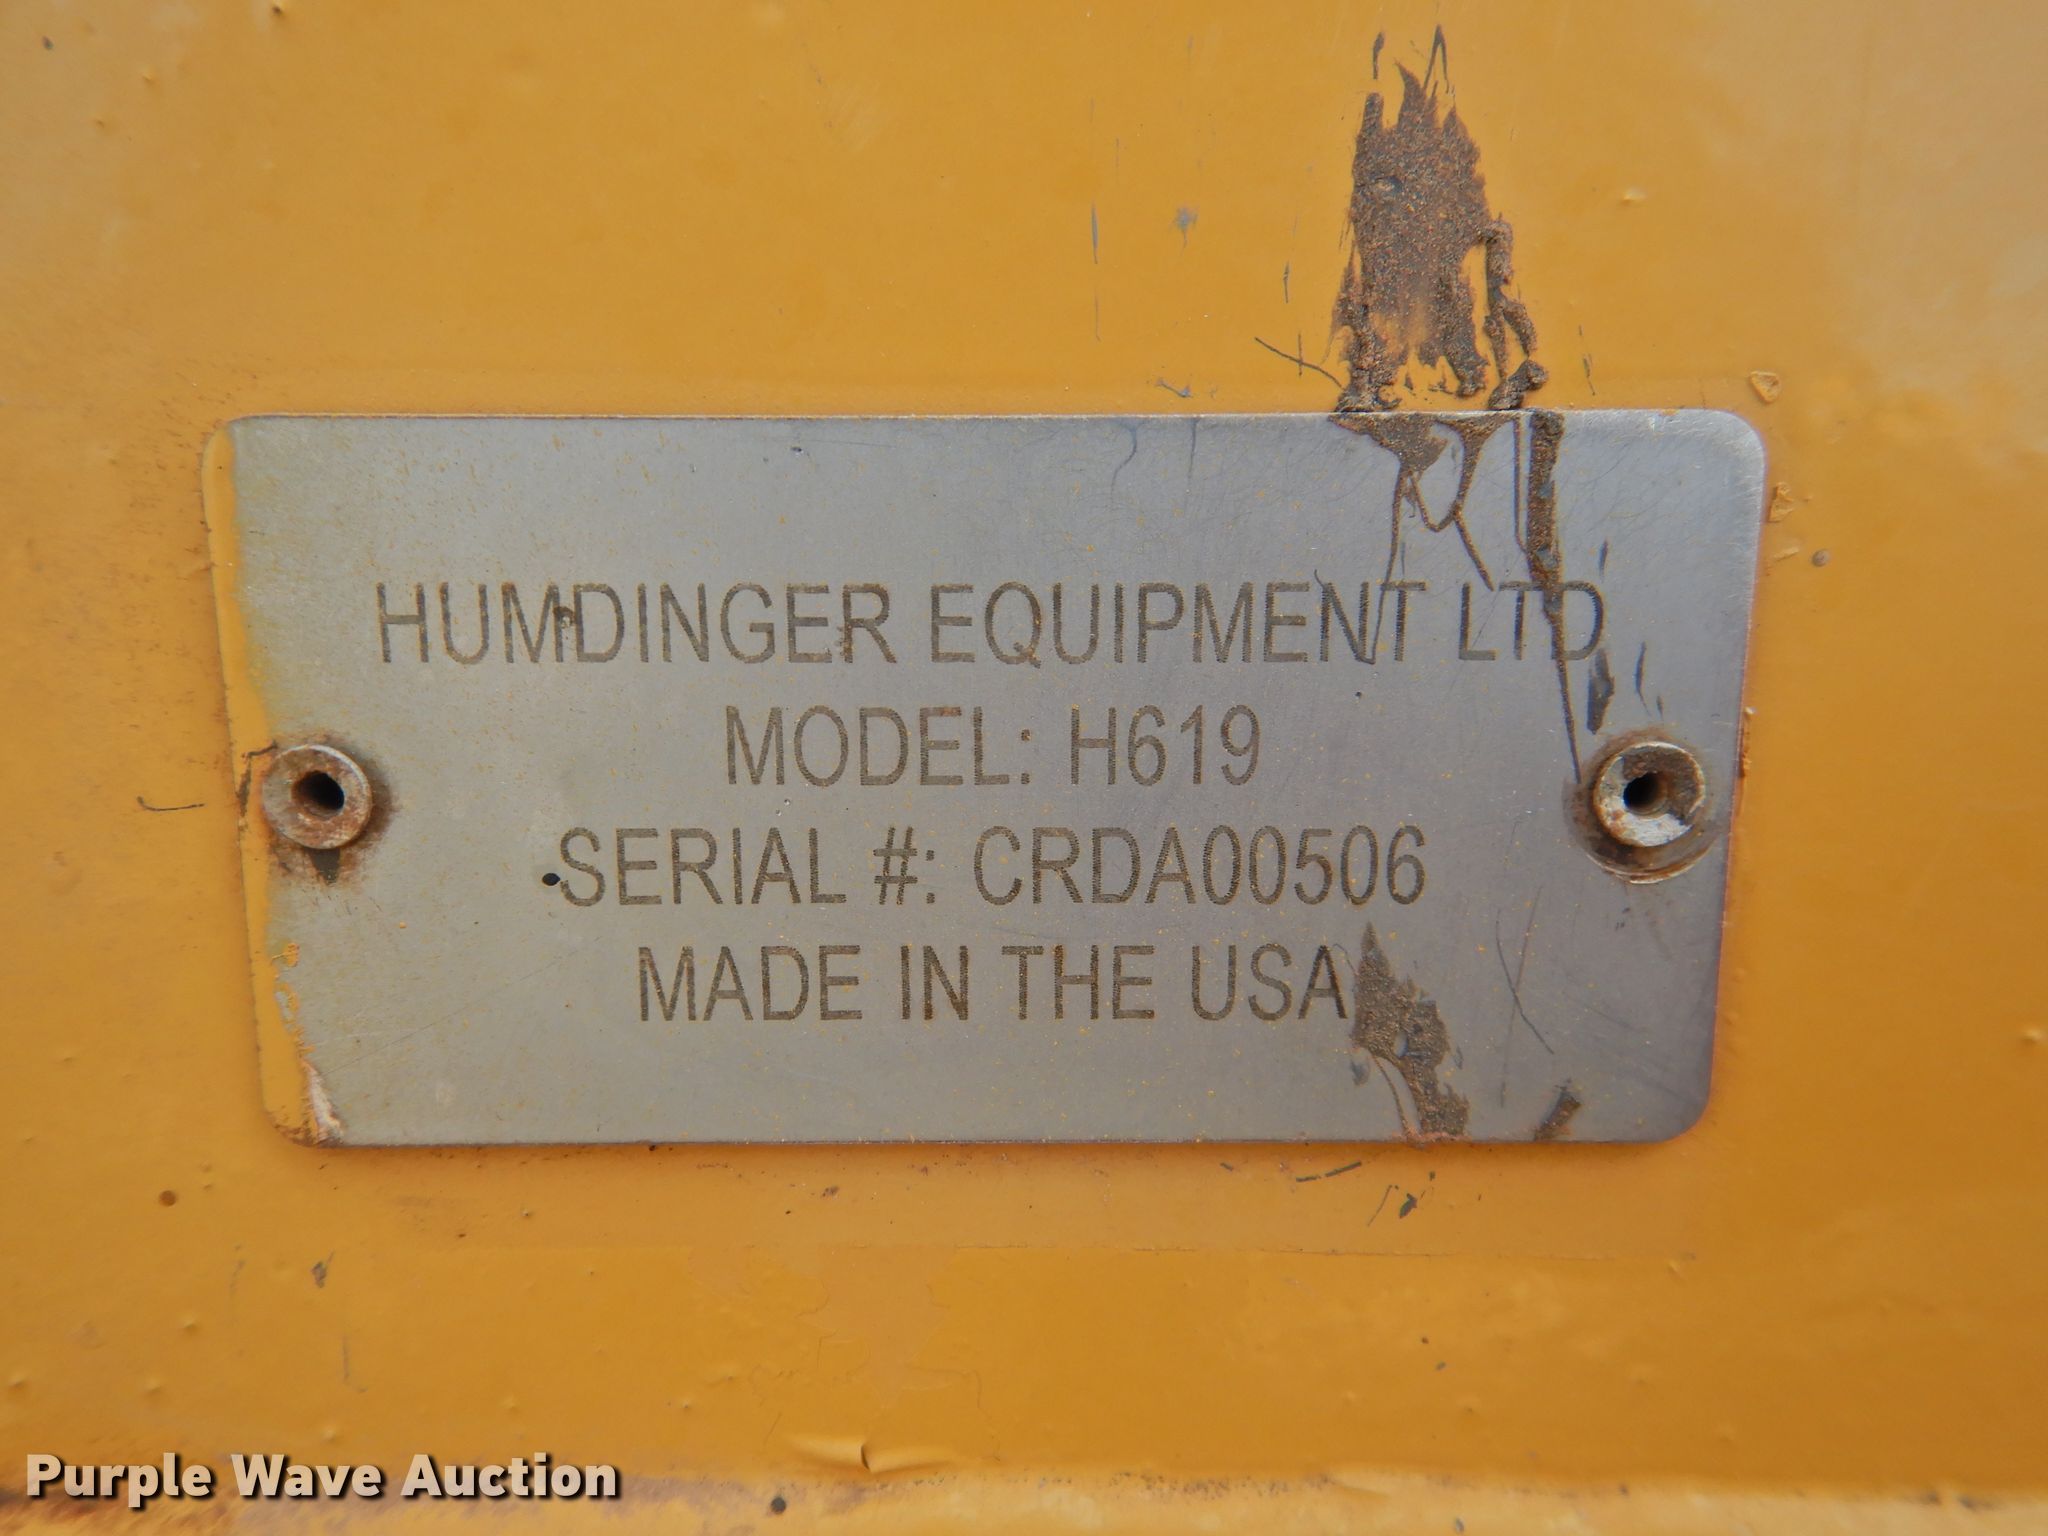 HUMDINGER EQUIPMENT LTD
MODEL: H619
SERIAL #: CRDA00506
MADE IN THE USA
Purple Wave Auction